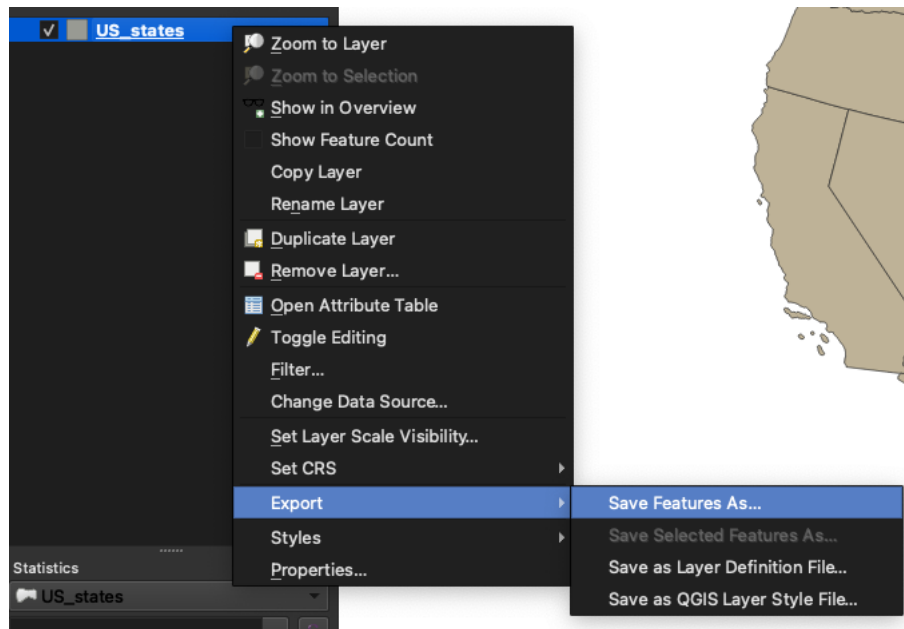 US_states
Zoom to Layer
Zoom to Selection
Show in Overview
Show Feature Count
Copy Layer
Rename Layer
Duplicate Layer
Remove Layer...
Open Attribute Table
Toggle Editing
Filter...
Change Data Source...
Set Layer Scale Visibility...
Set CRS
Export
Save Features As...
Save Selected Features As...
Save as Layer Definition File...
Save as QGIS Layer Style File...
Styles
Properties...
Statistics
US_states